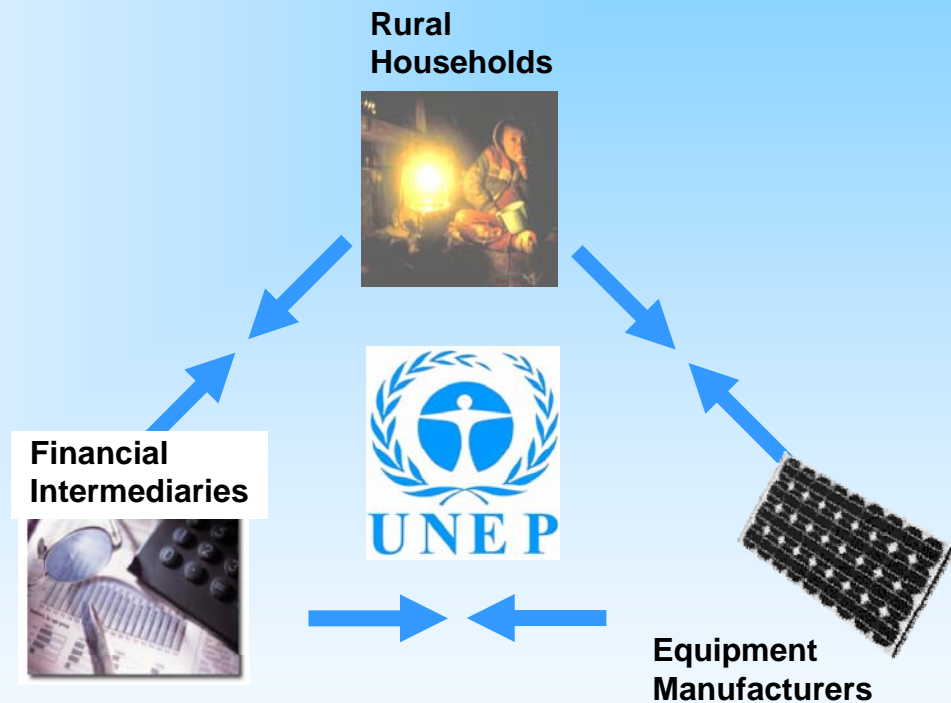 Rural
Households
Financial
Intermediaries
UNEP
Equipment
Manufacturers